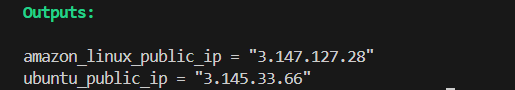 Outputs:
amazon_linux_public_ip = "3.147.127.28"
ubuntu_public_ip = "3.145.33.66"